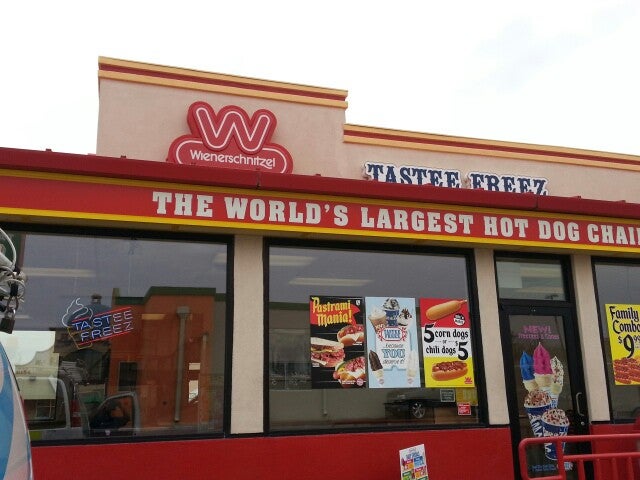 W
Wienerschnitzel
TASTEE FREEZ
THE WORLD'S LARGEST HOT DOG CHAI
TASTEE
FREEZ
Pastrami
Mania!
YOU
5 corn dogs
or
chili dogs $5
NEW!
Family
Combo
$9